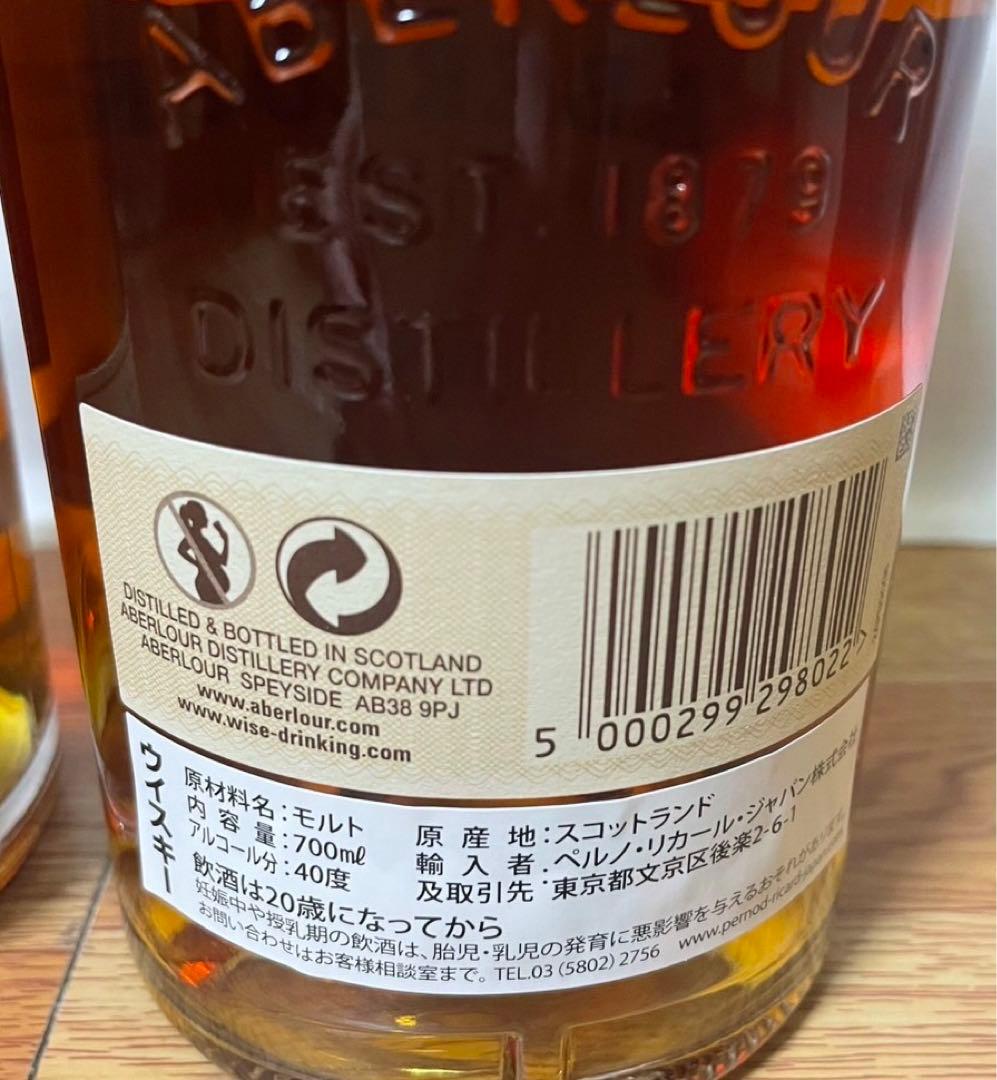 ABERLOUR
EST. 1879
DISTILLERY
DISTILLED & BOTTLED IN SCOTLAND
ABERLOUR DISTILLERY COMPANY LTD
ABERLOUR SPEYSIDE AB38 9PJ
www.aberlour.com
www.wise-drinking.com
5 000299 298022
ウイスキー
原材料名：モルト
内容量：700mℓ
アルコール分：40度
原産地：スコットランド
輸入者：ペルノ・リカール・ジャパン株式会社
及取引先：東京都文京区後楽2-6-1
飲酒は20歳になってから
妊娠中や授乳期の飲酒は、胎児・乳児の発育に悪影響を与えるおそれがあります。
お問い合わせはお客様相談室まで。TEL.03 (5802) 2756